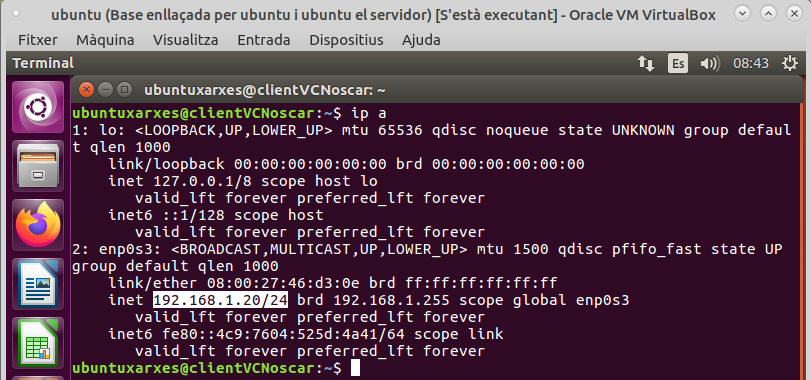 ubuntu (Base enllaçada per ubuntu i ubuntu el servidor) [S'està executant] - Oracle VM VirtualBox
Fitxer Màquina Visualitza Entrada Dispositius Ajuda
Terminal Es 08:43
ubuntuxarxes@clientVCNoscar: ~
ubuntuxarxes@clientVCNoscar:~$ ip a
1: lo: <LOOPBACK,UP,LOWER_UP> mtu 65536 qdisc noqueue state UNKNOWN group defaul
t qlen 1000
    link/loopback 00:00:00:00:00:00 brd 00:00:00:00:00:00
    inet 127.0.0.1/8 scope host lo
       valid_lft forever preferred_lft forever
    inet6 ::1/128 scope host
       valid_lft forever preferred_lft forever
2: enp0s3: <BROADCAST,MULTICAST,UP,LOWER_UP> mtu 1500 qdisc pfifo_fast state UP
group default qlen 1000
    link/ether 08:00:27:46:d3:0e brd ff:ff:ff:ff:ff:ff
    inet 192.168.1.20/24 brd 192.168.1.255 scope global enp0s3
       valid_lft forever preferred_lft forever
    inet6 fe80::4c9:7604:525d:4a41/64 scope link
       valid_lft forever preferred_lft forever
ubuntuxarxes@clientVCNoscar:~$